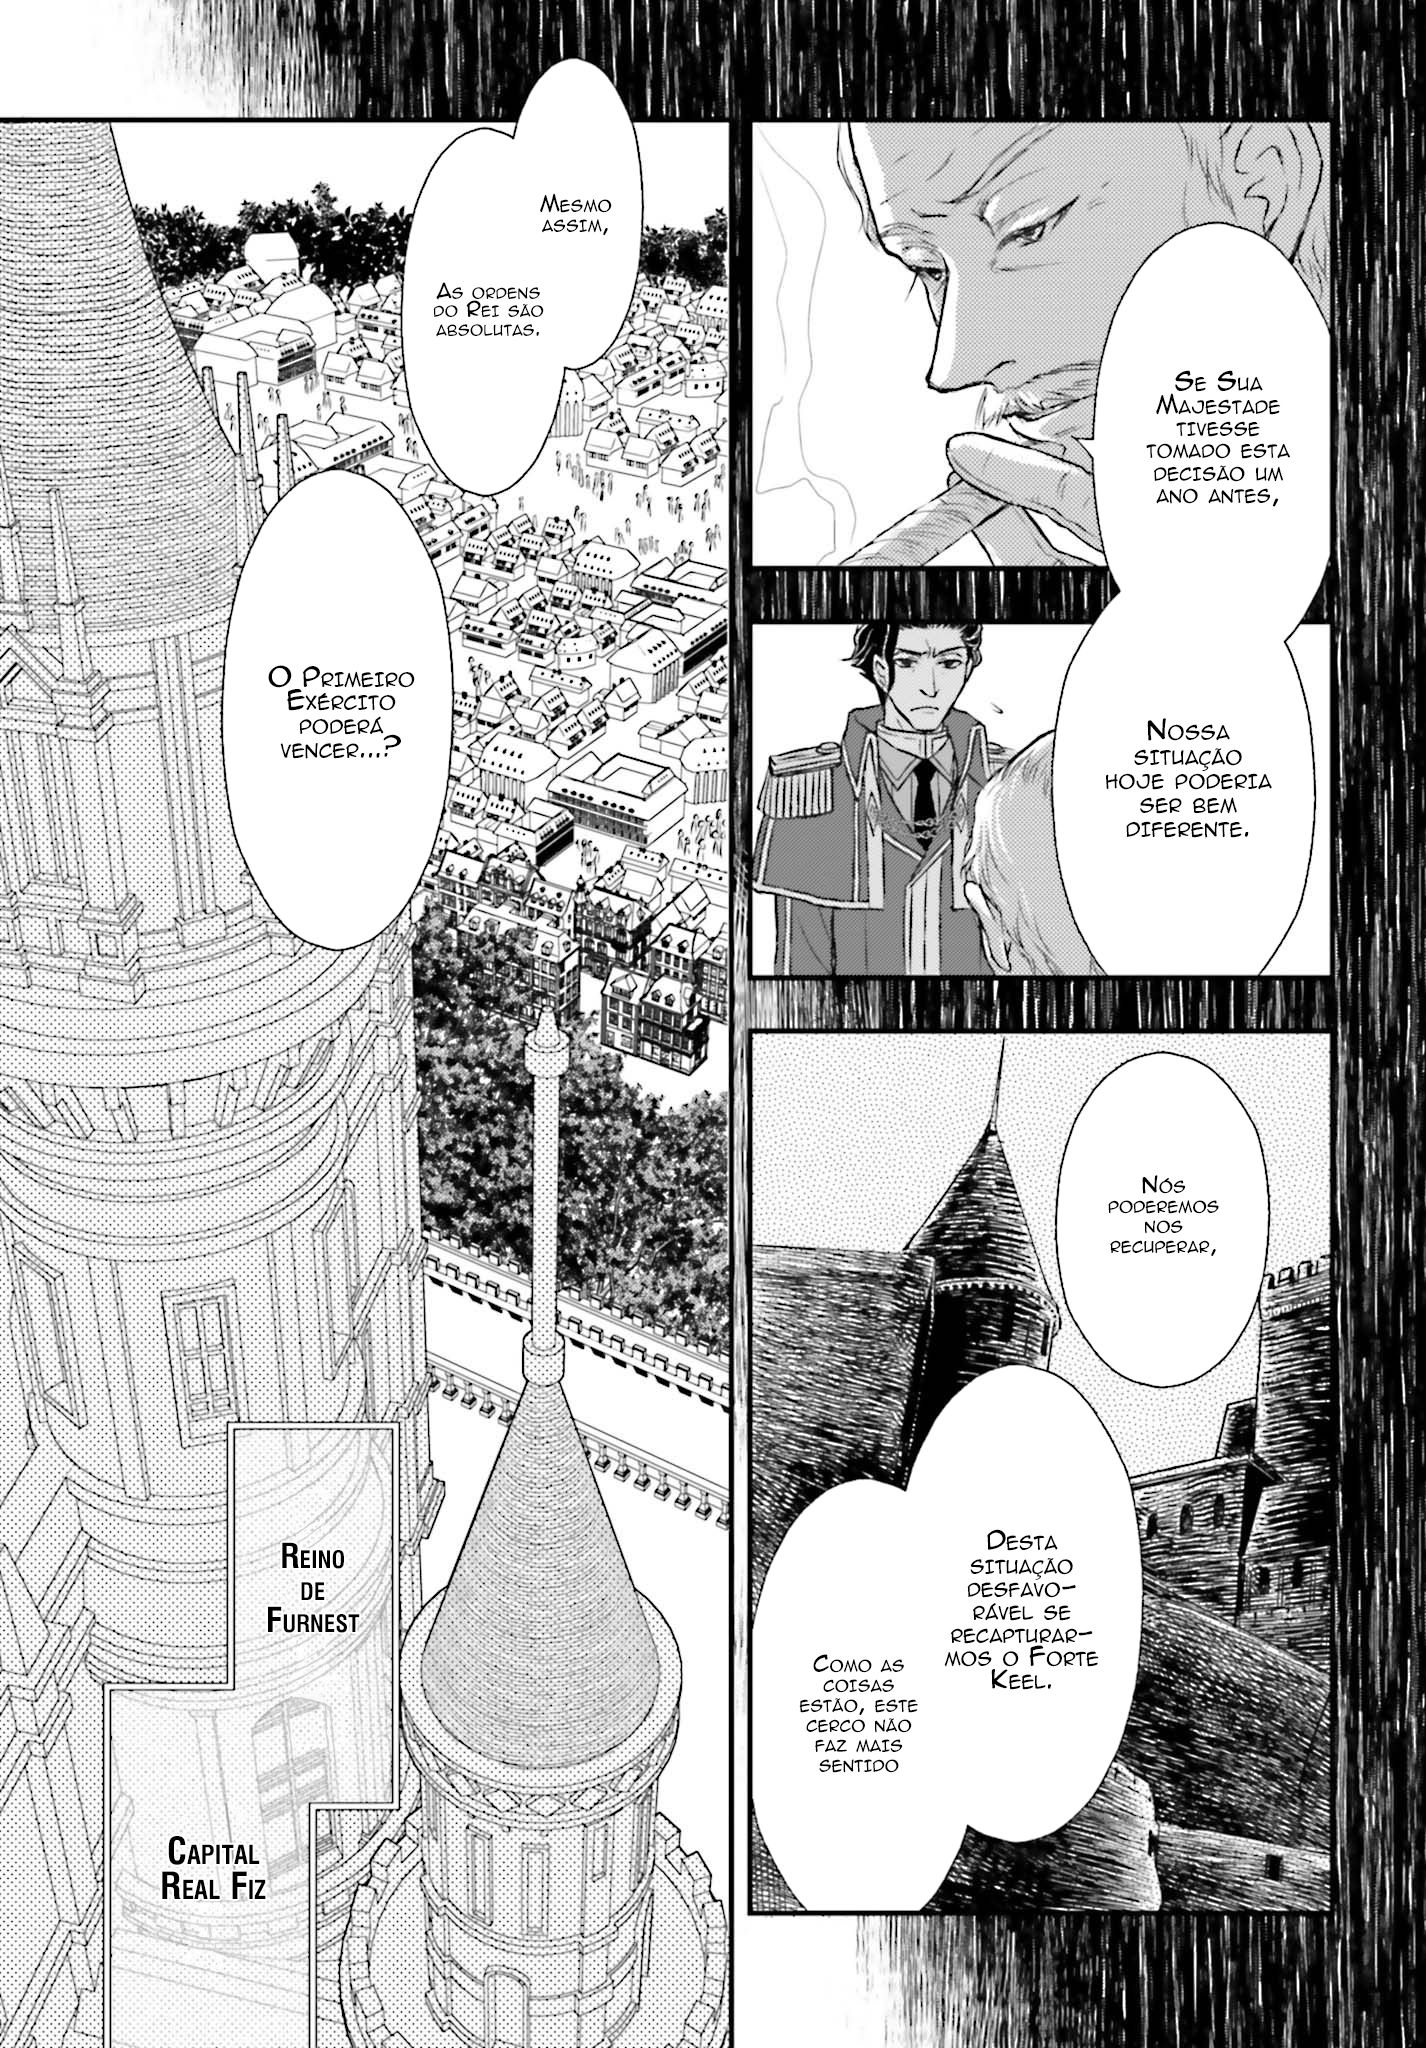 Se Sua
Majestade
tivesse
tomado esta
decisão um
ano antes,
Nossa
situação
hoje poderia
ser bem
diferente.
Nós
poderemos
nos
recuperar,
Desta
situação
desfavo-
rável se
recapturar-
mos o Forte
Keel.
Como as
coisas
estão, este
cerco não
faz mais
sentido
Mesmo
assim,
As ordens
do Rei são
absolutas.
O Primeiro
Exército
poderá
vencer...?
Reino
de
Furnest
Capital
Real Fiz